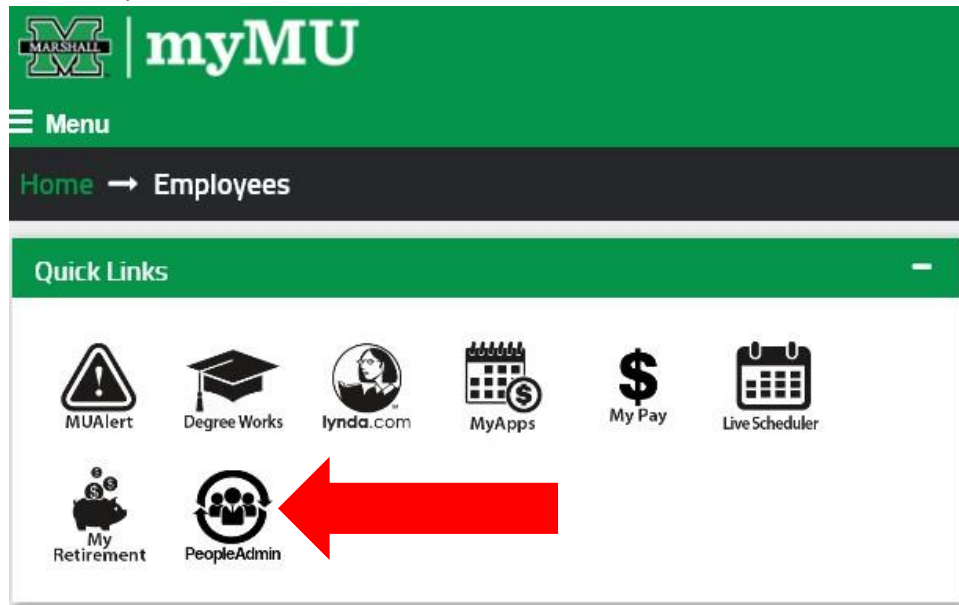 MARSHALL
M
myMU
Menu
Home → Employees
Quick Links
MUAlert
Degree Works
lynda.com
MyApps
$
My Pay
Live Scheduler
My
Retirement
PeopleAdmin